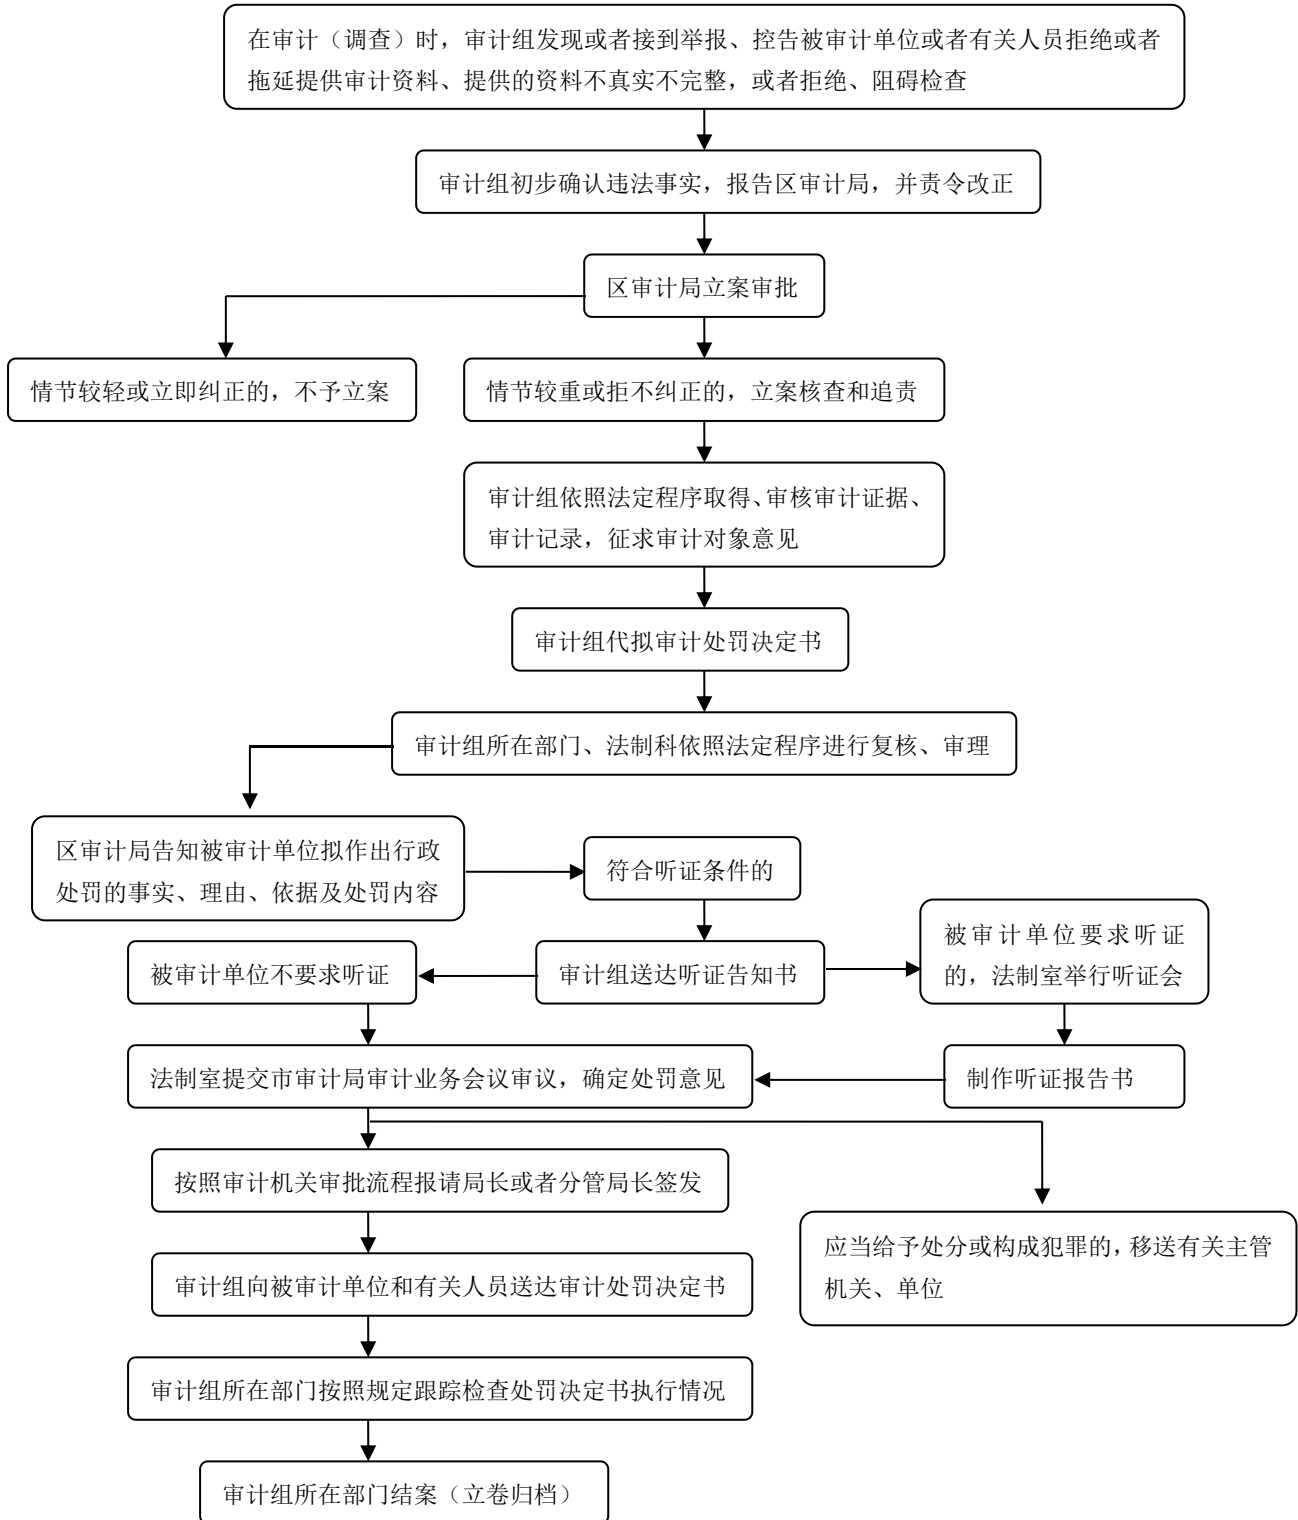 在审计（调查）时，审计组发现或者接到举报、控告被审计单位或者有关人员拒绝或者
拖延提供审计资料、提供的资料不真实不完整，或者拒绝、阻碍检查
审计组初步确认违法事实，报告区审计局，并责令改正
区审计局立案审批
情节较轻或立即纠正的，不予立案
情节较重或拒不纠正的，立案核查和追责
审计组依照法定程序取得、审核审计证据、
审计记录，征求审计对象意见
审计组代拟审计处罚决定书
审计组所在部门、法制科依照法定程序进行复核、审理
区审计局告知被审计单位拟作出行政
处罚的事实、理由、依据及处罚内容
符合听证条件的
被审计单位不要求听证
审计组送达听证告知书
被审计单位要求听证
的，法制室举行听证会
法制室提交市审计局审计业务会议审议，确定处罚意见
制作听证报告书
按照审计机关审批流程报请局长或者分管局长签发
应当给予处分或构成犯罪的，移送有关主管
机关、单位
审计组向被审计单位和有关人员送达审计处罚决定书
审计组所在部门按照规定跟踪检查处罚决定书执行情况
审计组所在部门结案（立卷归档）